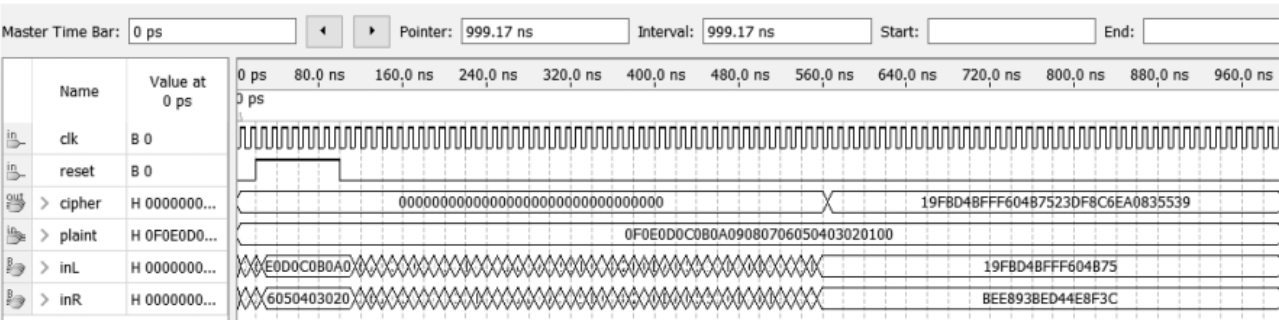 Master Time Bar: 0 ps Pointer: 999.17 ns Interval: 999.17 ns Start: End:
Name Value at 0 ps 0 ps 80.0 ns 160.0 ns 240.0 ns 320.0 ns 400.0 ns 480.0 ns 560.0 ns 640.0 ns 720.0 ns 800.0 ns 880.0 ns 960.0 ns
0 ps
in clk B 0
in reset B 0
out > cipher H 0000000... 00000000000000000000000000000000 19FBD4BFFF604B7523DF8C6EA0835539
in > plaint H 0F0E0D0... 0F0E0D0C0B0A09080706050403020100
B > inL H 0000000... E0D0C0B0A0 19FBD4BFFF604B75
B > inR H 0000000... 6050403020 BEE893BED44E8F3C